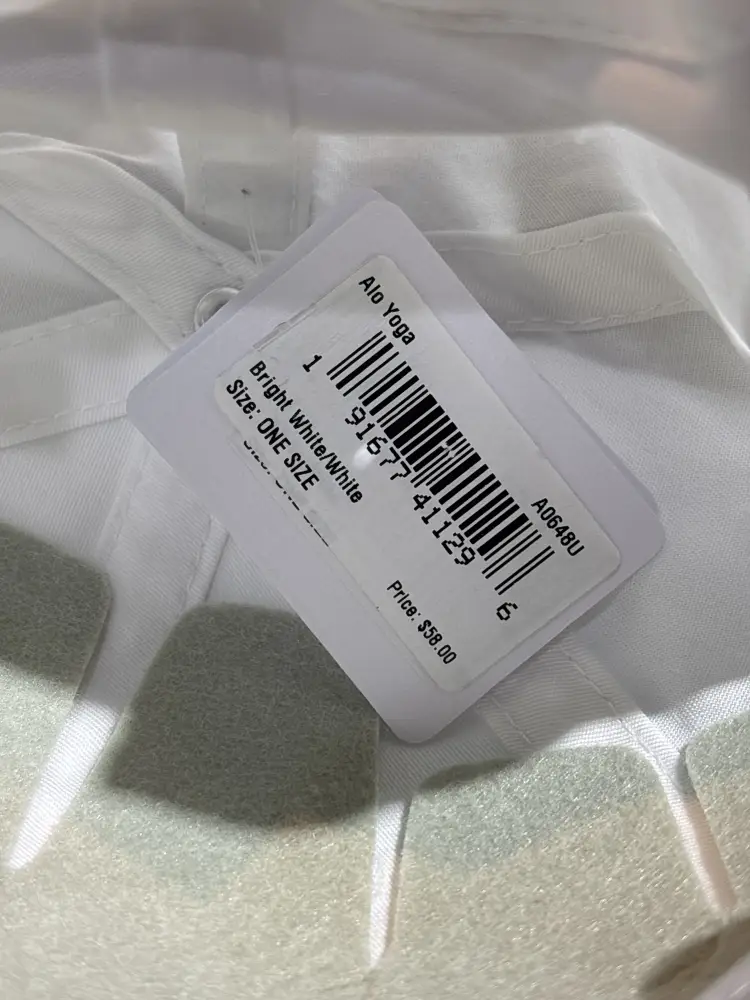 Alo Yoga
A0648U
1 91677 41129 6
Bright White/White
Size: ONE SIZE
Price: $58.00